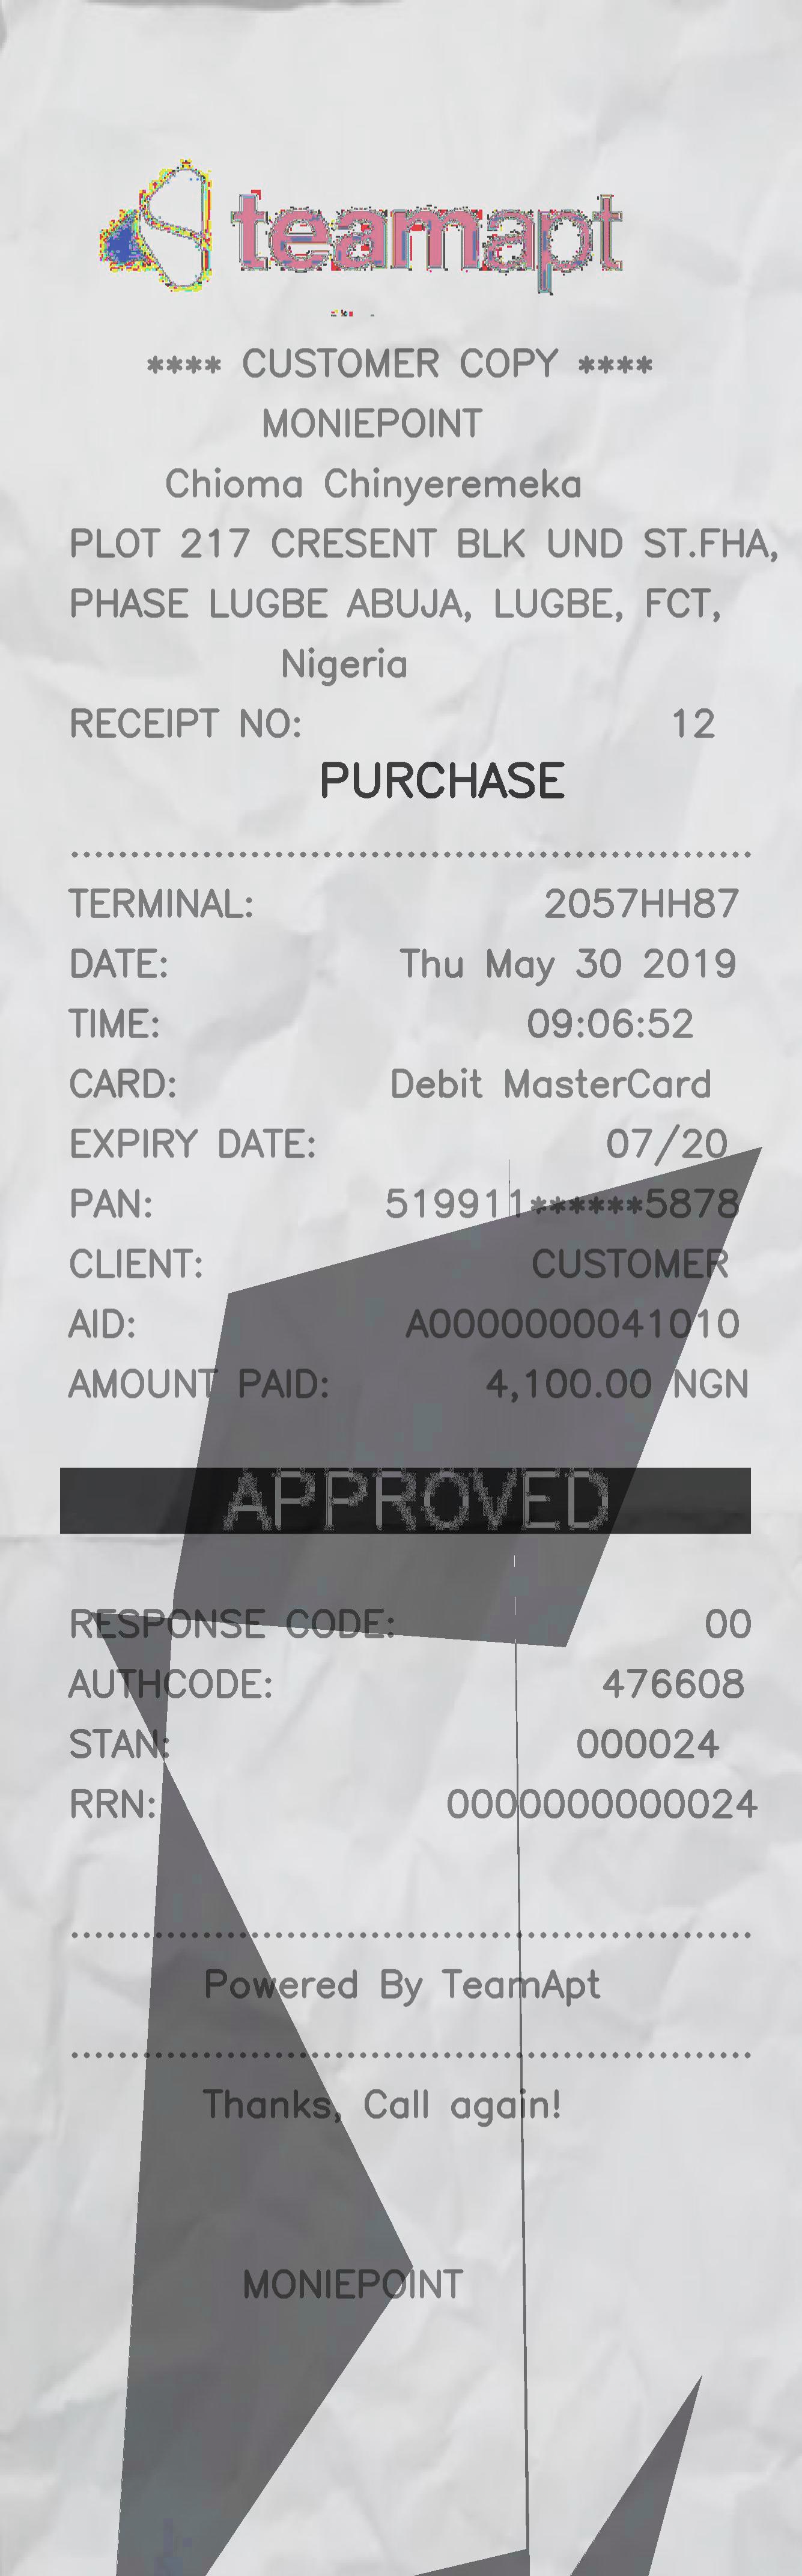 teamapt
**** CUSTOMER COPY ****
MONIEPOINT
Chioma Chinyeremeka
PLOT 217 CRESENT BLK UND ST.FHA,
PHASE LUGBE ABUJA, LUGBE, FCT,
Nigeria
RECEIPT NO: 12
PURCHASE
TERMINAL: 2057HH87
DATE: Thu May 30 2019
TIME: 09:06:52
CARD: Debit MasterCard
EXPIRY DATE: 07/20
PAN: 519911******5878
CLIENT: CUSTOMER
AID: A0000000041010
AMOUNT PAID: 4,100.00 NGN
APPROVED
RESPONSE CODE: 00
AUTHCODE: 476608
STAN: 000024
RRN: 0000000000024
Powered By TeamApt
Thanks, Call again!
MONIEPOINT